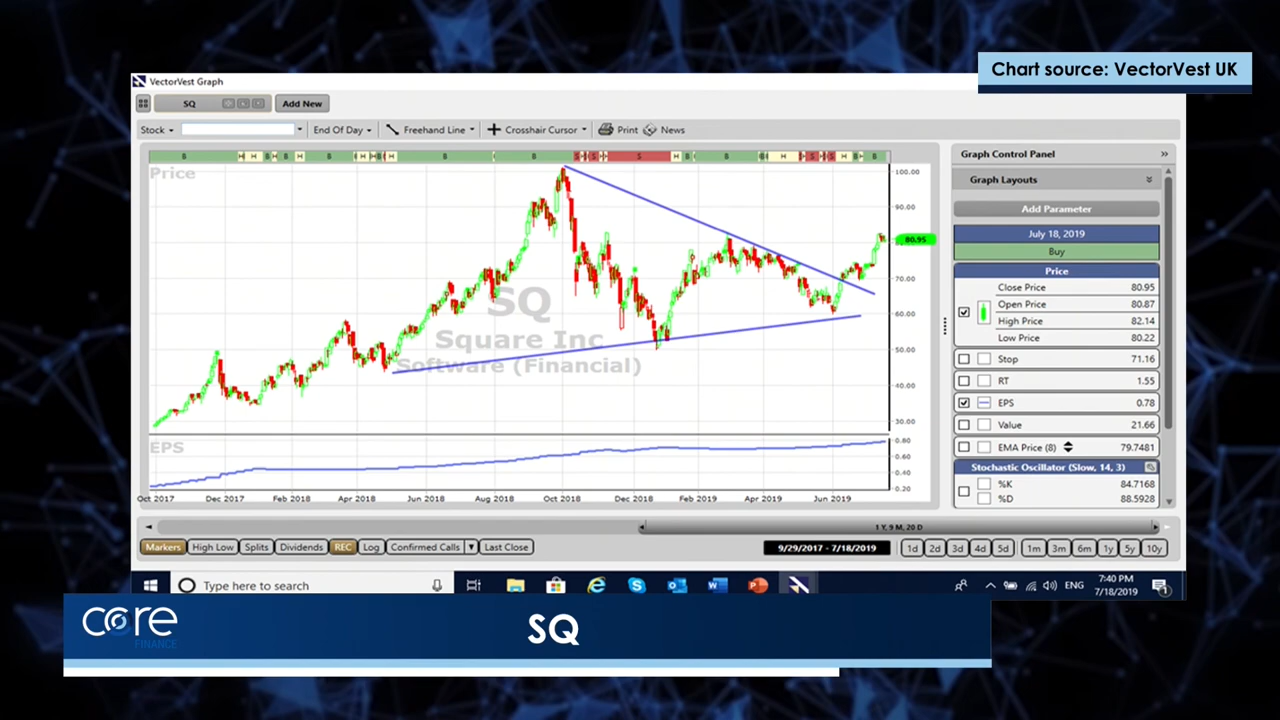 Chart source: VectorVest UK
VectorVest Graph
SQ
Add New
Stock
End Of Day
Freehand Line
Crosshair Cursor
Print
News
Price
SQ
Square Inc
Software (Financial)
100.00
90.00
80.95
70.00
60.00
50.00
40.00
30.00
EPS
0.80
0.60
0.40
0.20
Oct 2017 Dec 2017 Feb 2018 Apr 2018 Jun 2018 Aug 2018 Oct 2018 Dec 2018 Feb 2019 Apr 2019 Jun 2019
Graph Control Panel
Graph Layouts
Add Parameter
July 18, 2019
Buy
Price
Close Price 80.95
Open Price 80.87
High Price 82.14
Low Price 80.22
Stop 71.16
RT 1.55
EPS 0.78
Value 21.66
EMA Price (8) 79.7481
Stochastic Oscillator (Slow, 14, 3)
%K 84.7168
%D 88.5928
1 Y, 9 M, 20 D
Markers High Low Splits Dividends REC Log Confirmed Calls Last Close
9/29/2017 - 7/18/2019
1d 2d 3d 4d 5d 1m 3m 6m 1y 5y 10y
Type here to search
ENG
7:40 PM
7/18/2019
core
FINANCE
SQ